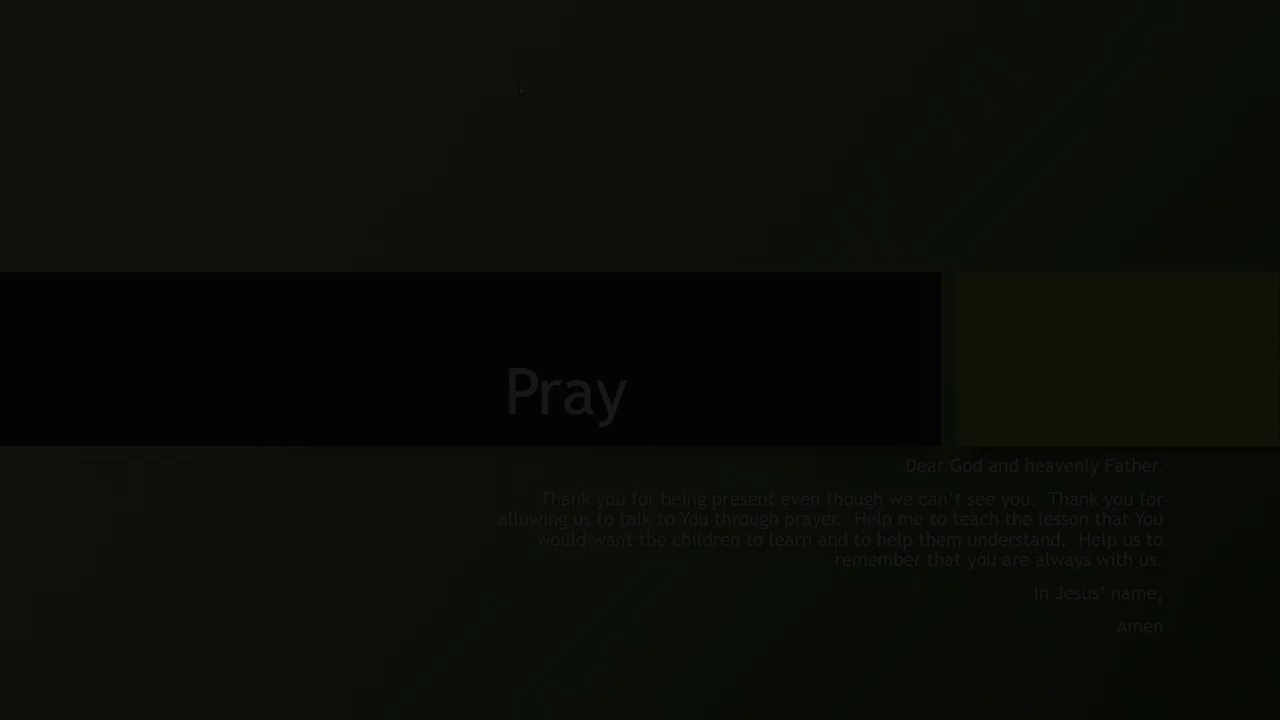 Pray
Dear God and heavenly Father.
Thank you for being present even though we can't see you.  Thank you for
allowing us to talk to You through prayer.  Help me to teach the lesson that You
would want the children to learn and to help them understand.  Help us to
remember that you are always with us.
In Jesus' name,
Amen